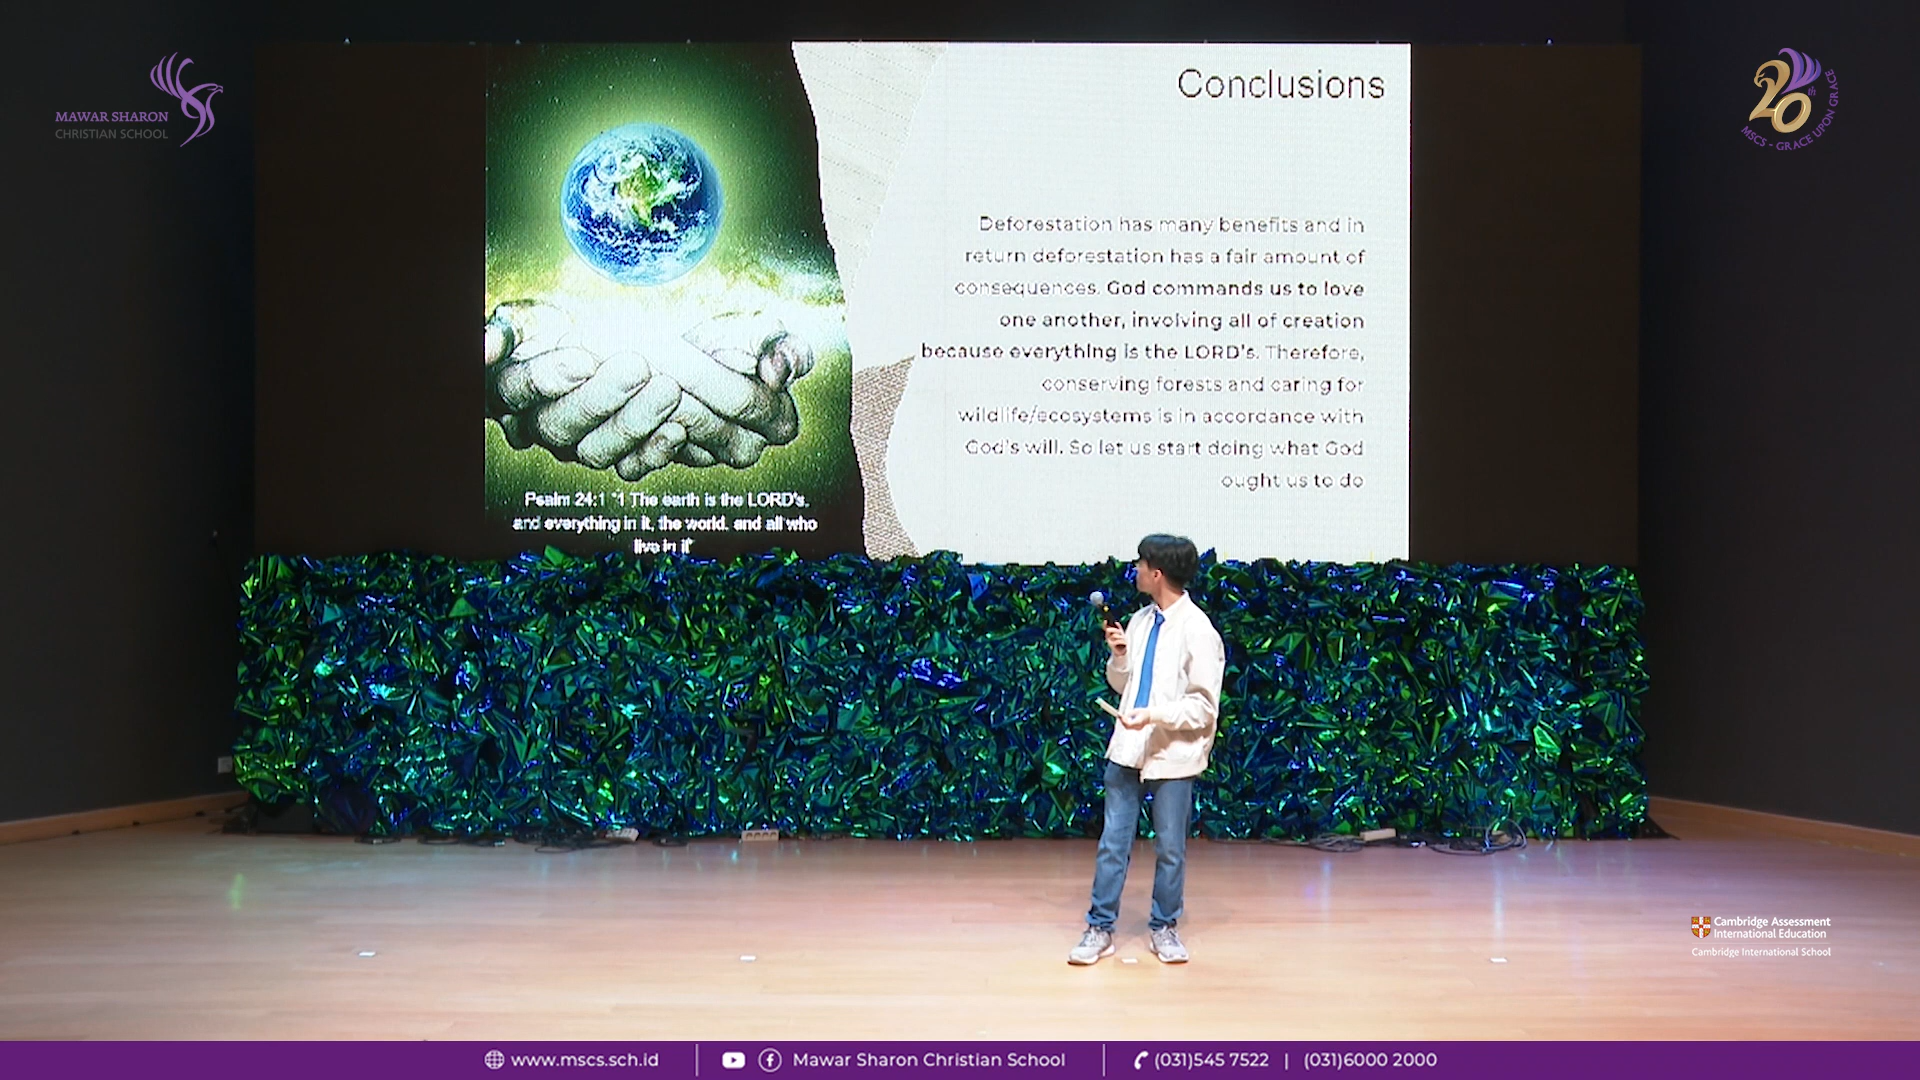 MAWAR SHARON
CHRISTIAN SCHOOL
20th
MSCS - GRACE UPON GRACE
Conclusions
Deforestation has many benefits and in
return deforestation has a fair amount of
consequences. God commands us to love
one another, involving all of creation
because everything is the LORD's. Therefore,
conserving forests and caring for
wildlife/ecosystems is in accordance with
God's will. So let us start doing what God
ought us to do
Psalm 24:1 "1 The earth is the LORD's,
and everything in it, the world, and all who
live in it"
Cambridge Assessment
International Education
Cambridge International School
www.mscs.sch.id
Mawar Sharon Christian School
(031)545 7522 | (031)6000 2000